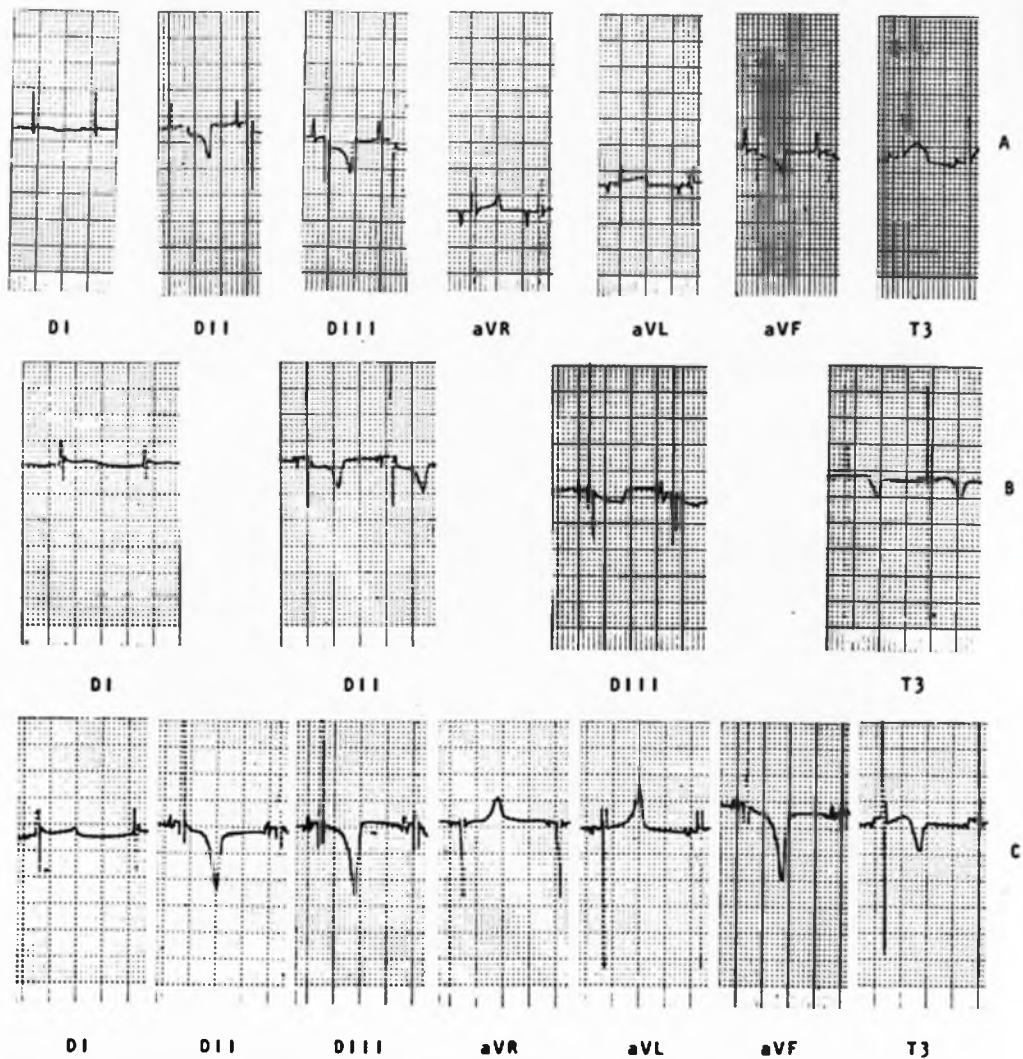 A
DI DII DIII aVR aVL aVF T3
B
DI DII DIII T3
C
DI DII DIII aVR aVL aVF T3